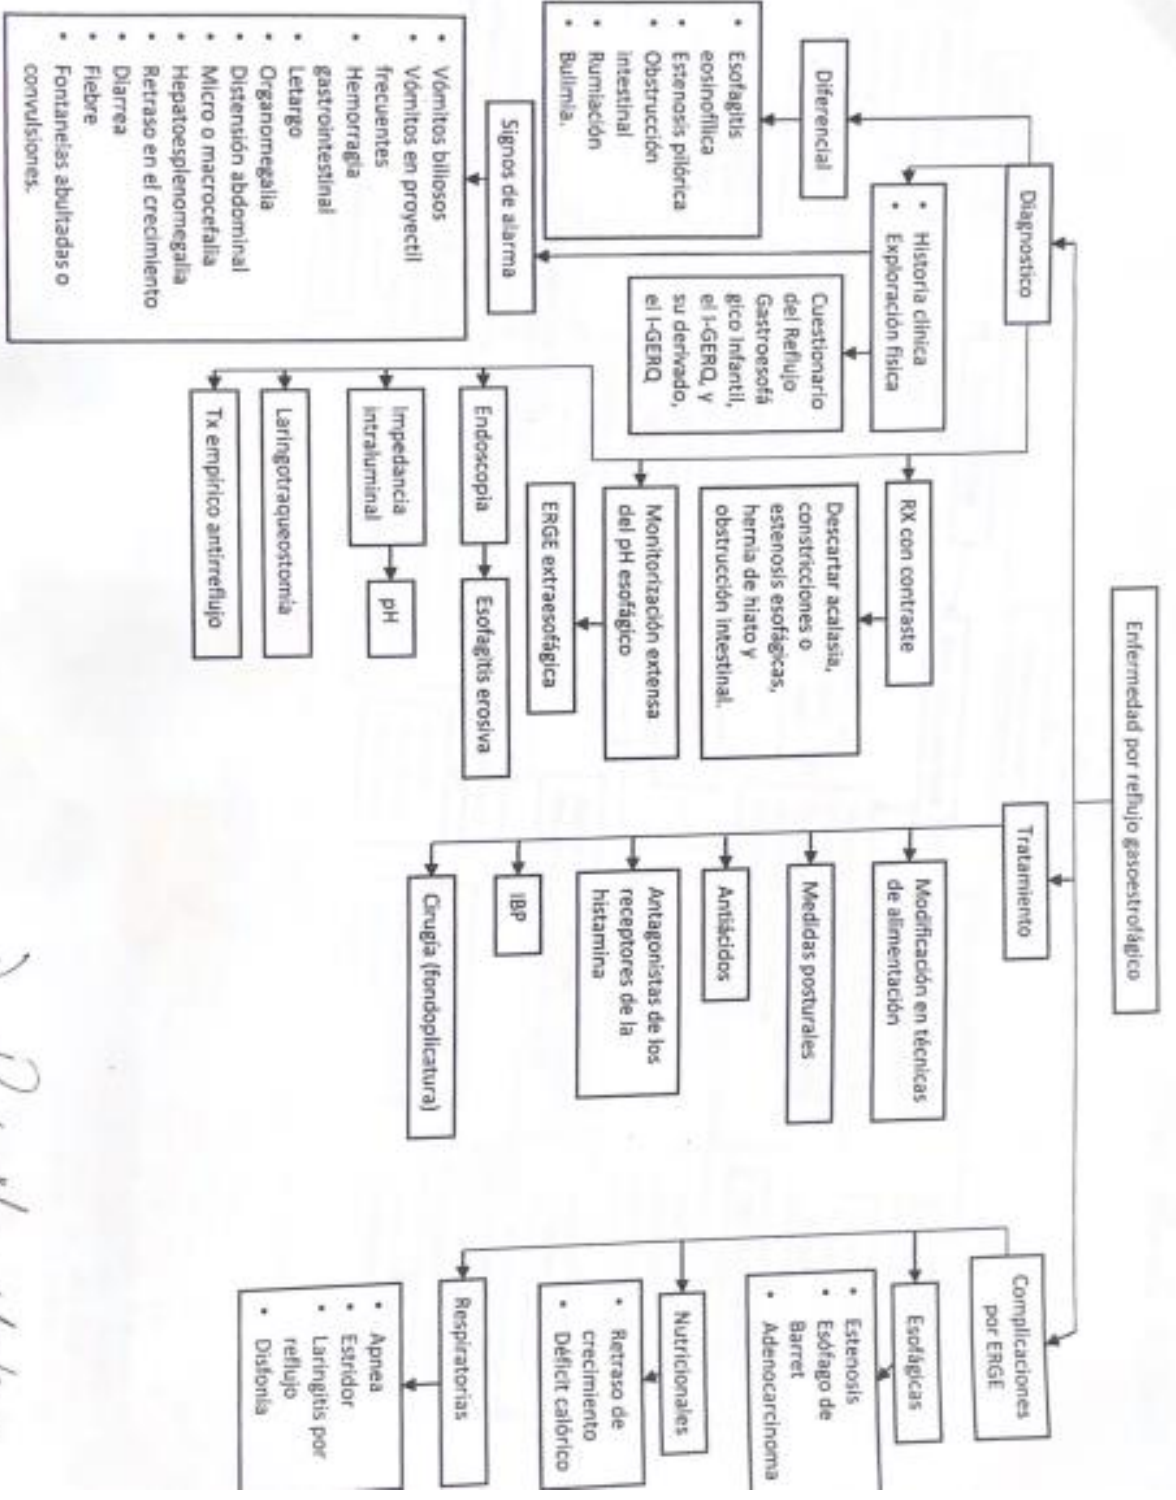 Enfermedad por reflujo gasoestrofágico
Diagnostico
Diferencial
• Esofagitis
eosinofílica
• Estenosis pilórica
• Obstrucción
intestinal
• Rumiación
• Bulimia.
• Historia clínica
• Exploración física
Signos de alarma
• Vómitos biliosos
• Vómitos en proyectil
frecuentes
• Hemorragia
gastrointestinal
• Letargo
• Organomegalia
• Distensión abdominal
• Micro o macrocefalia
• Hepatoesplenomegalia
• Retraso en el crecimiento
• Diarrea
• Fiebre
• Fontanelas abultadas o
convulsiones.
Cuestionario
del Reflujo
Gastroesofá
gico Infantil,
el I-GERQ, y
su derivado,
el I-GERQ
RX con contraste
Descartar acalasia,
constricciones o
estenosis esofágicas,
hernia de hiato y
obstrucción intestinal.
Monitorización extensa
del pH esofágico
ERGE extraesofágica
Endoscopia
Esofagitis erosiva
Impedancia
intraluminal
pH
Laringotraqueostomía
Tx empírico antirreflujo
Tratamiento
Modificación en técnicas
de alimentación
Medidas posturales
Antiácidos
Antagonistas de los
receptores de la
histamina
IBP
Cirugía (fondoplicatura)
Complicaciones
por ERGE
Esofágicas
• Estenosis
• Esófago de
Barret
• Adenocarcinoma
Nutricionales
• Retraso de
crecimiento
• Déficit calórico
Respiratorias
• Apnea
• Estridor
• Laringitis por
reflujo
• Disfonía